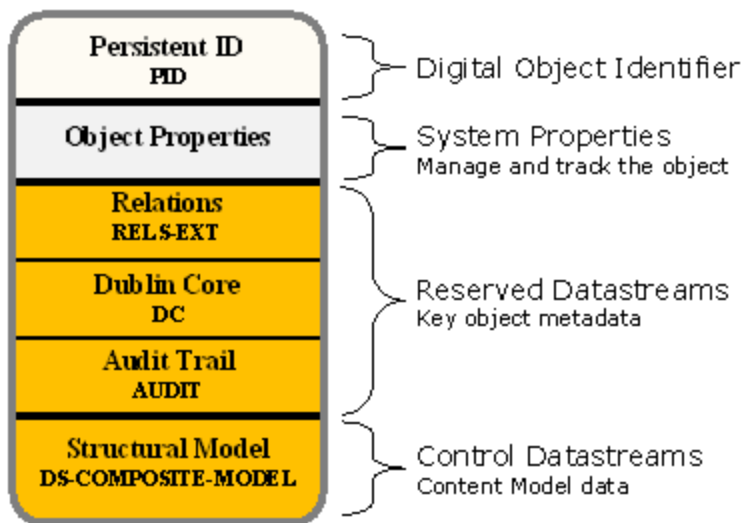 Persistent ID
PID
Digital Object Identifier
Object Properties
System Properties
Manage and track the object
Relations
RELS-EXT
Dublin Core
DC
Audit Trail
AUDIT
Reserved Datastreams
Key object metadata
Structural Model
DS-COMPOSITE-MODEL
Control Datastreams
Content Model data